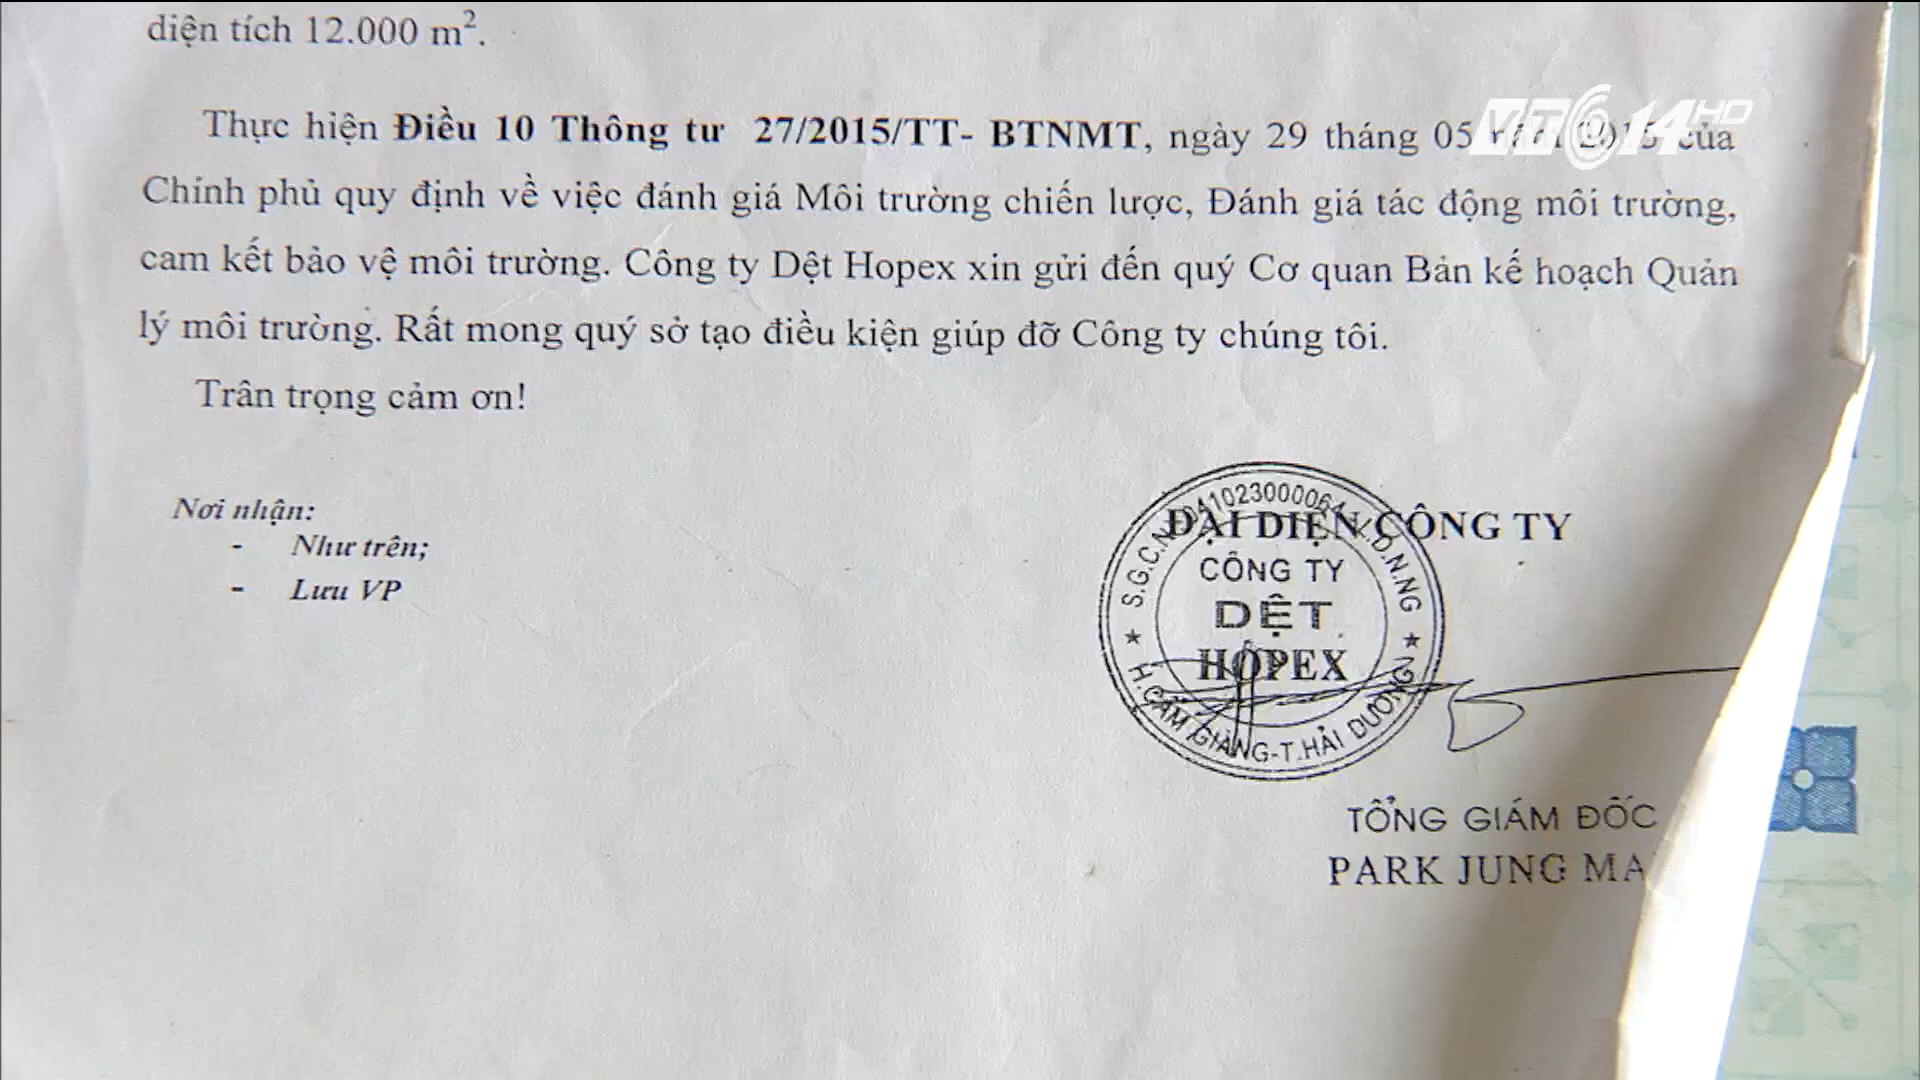 diện tích 12.000 m².
VTC14HD
Thực hiện Điều 10 Thông tư 27/2015/TT- BTNMT, ngày 29 tháng 05 năm 2015 của
Chính phủ quy định về việc đánh giá Môi trường chiến lược, Đánh giá tác động môi trường,
cam kết bảo vệ môi trường. Công ty Dệt Hopex xin gửi đến quý Cơ quan Bản kế hoạch Quản
lý môi trường. Rất mong quý sở tạo điều kiện giúp đỡ Công ty chúng tôi.
Trân trọng cảm ơn!
Nơi nhận:
- Như trên;
- Lưu VP
ĐẠI DIỆN CÔNG TY
CÔNG TY
DỆT
HOPEX
H.CẨM GIÀNG-T.HẢI DƯƠNG
TỔNG GIÁM ĐỐC
PARK JUNG